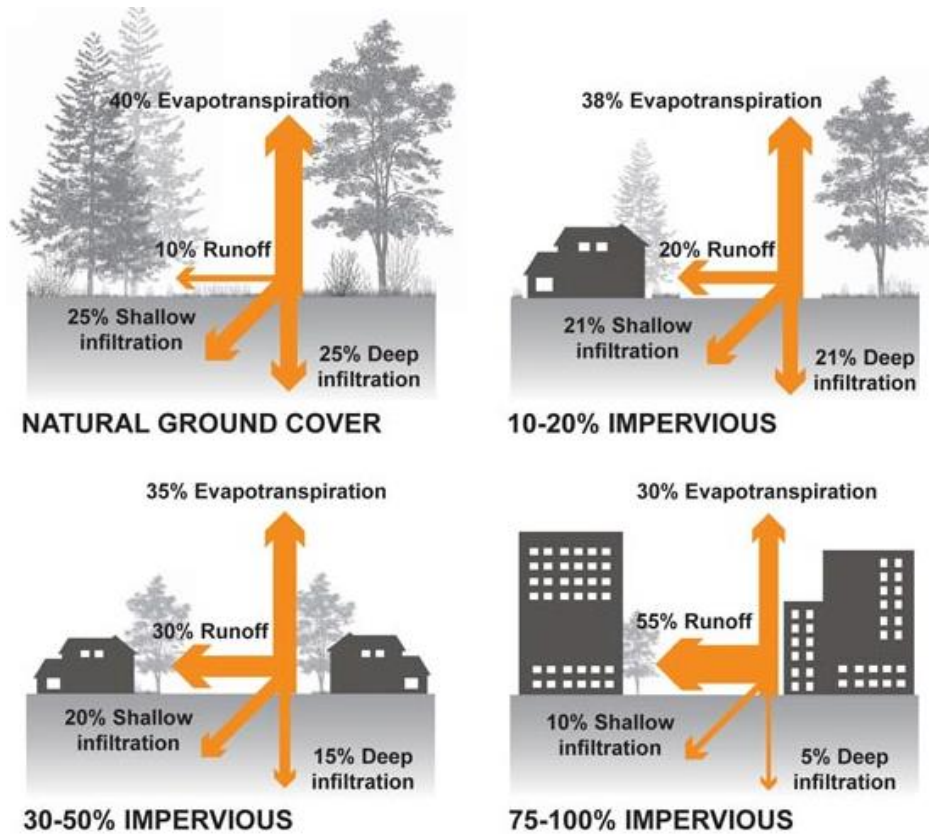 40% Evapotranspiration
10% Runoff
25% Shallow
infiltration
25% Deep
infiltration
NATURAL GROUND COVER
38% Evapotranspiration
20% Runoff
21% Shallow
infiltration
21% Deep
infiltration
10-20% IMPERVIOUS
35% Evapotranspiration
30% Runoff
20% Shallow
infiltration
15% Deep
infiltration
30-50% IMPERVIOUS
30% Evapotranspiration
55% Runoff
10% Shallow
infiltration
5% Deep
infiltration
75-100% IMPERVIOUS